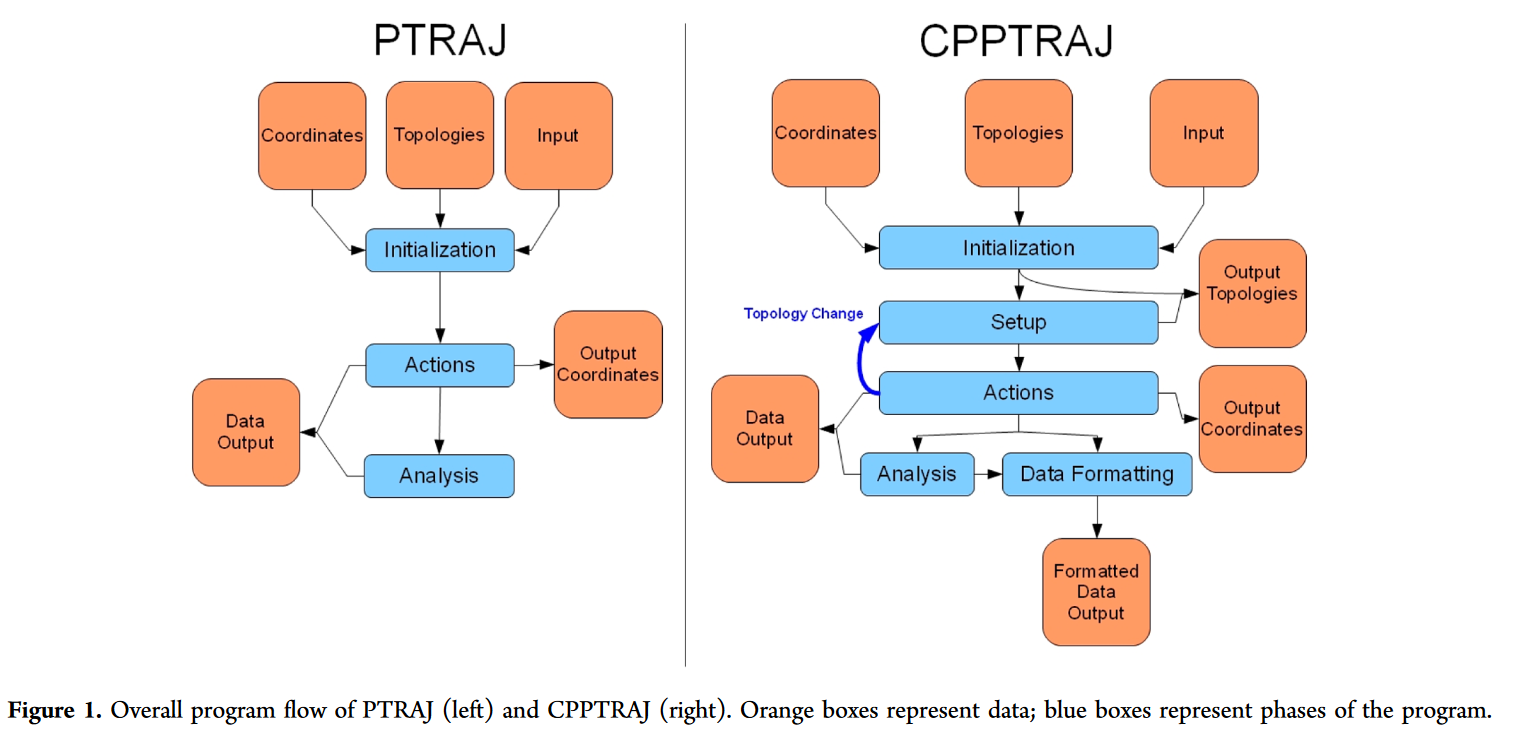 PTRAJ
Coordinates
Topologies
Input
Initialization
Actions
Output
Coordinates
Data
Output
Analysis
CPPTRAJ
Coordinates
Topologies
Input
Initialization
Output
Topologies
Topology Change
Setup
Actions
Data
Output
Output
Coordinates
Analysis
Data Formatting
Formatted
Data
Output
Figure 1. Overall program flow of PTRAJ (left) and CPPTRAJ (right). Orange boxes represent data; blue boxes represent phases of the program.